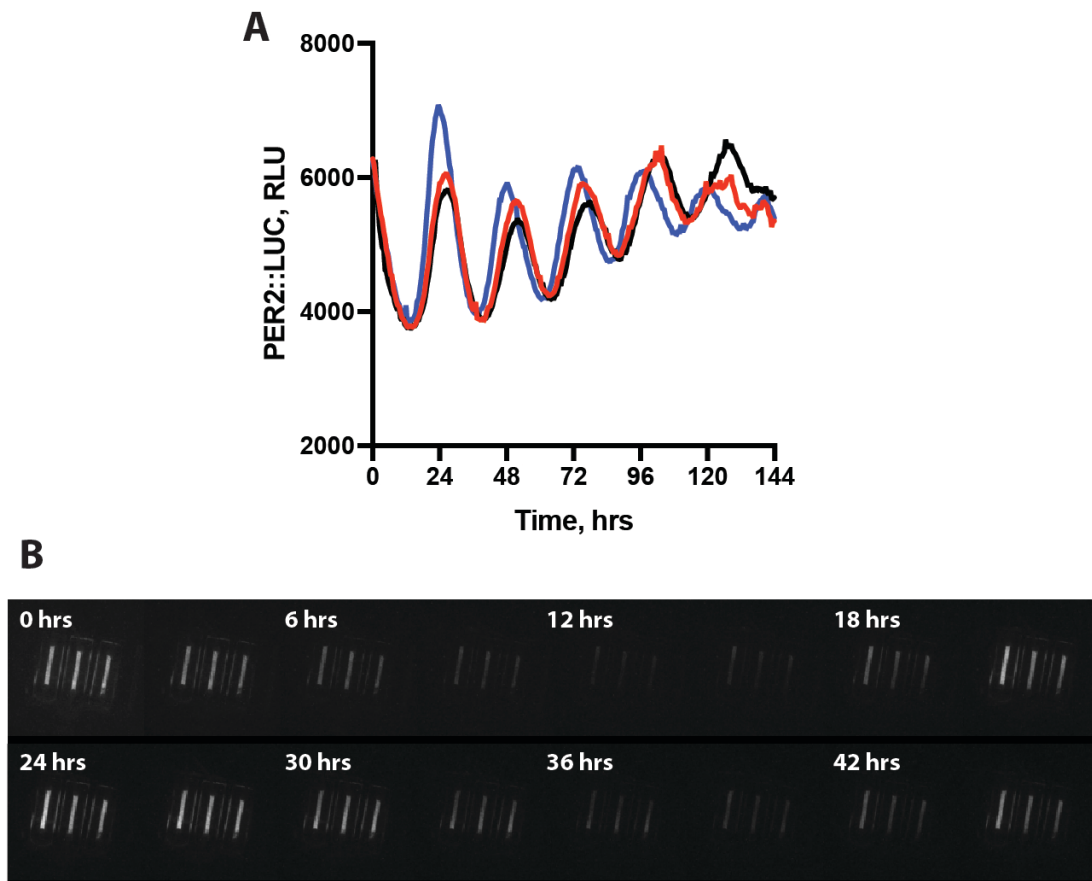 A
8000
6000
4000
2000
PER2::LUC, RLU
0 24 48 72 96 120 144
Time, hrs
B
0 hrs 6 hrs 12 hrs 18 hrs
24 hrs 30 hrs 36 hrs 42 hrs